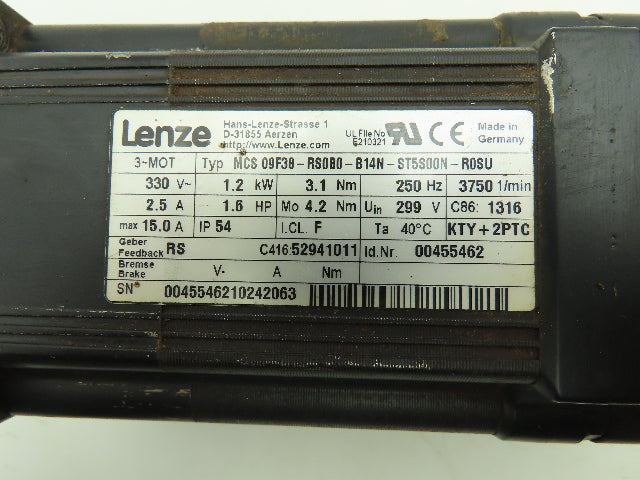 Lenze Hans-Lenze-Strasse 1
D-31855 Aerzen
http://www.Lenze.com
UL File No
E210321
Made in
Germany
3~MOT Typ MCS 09F38-RS0B0-B14N-ST5S00N-R0SU
330 V~ 1.2 kW 3.1 Nm 250 Hz 3750 1/min
2.5 A 1.6 HP Mo 4.2 Nm Uin 299 V C86: 1316
max 15.0 A IP 54 I.CL. F Ta 40°C KTY+2PTC
Geber
Feedback RS C416:52941011 Id.Nr. 00455462
Bremse
Brake V- A Nm
SN° 0045546210242063